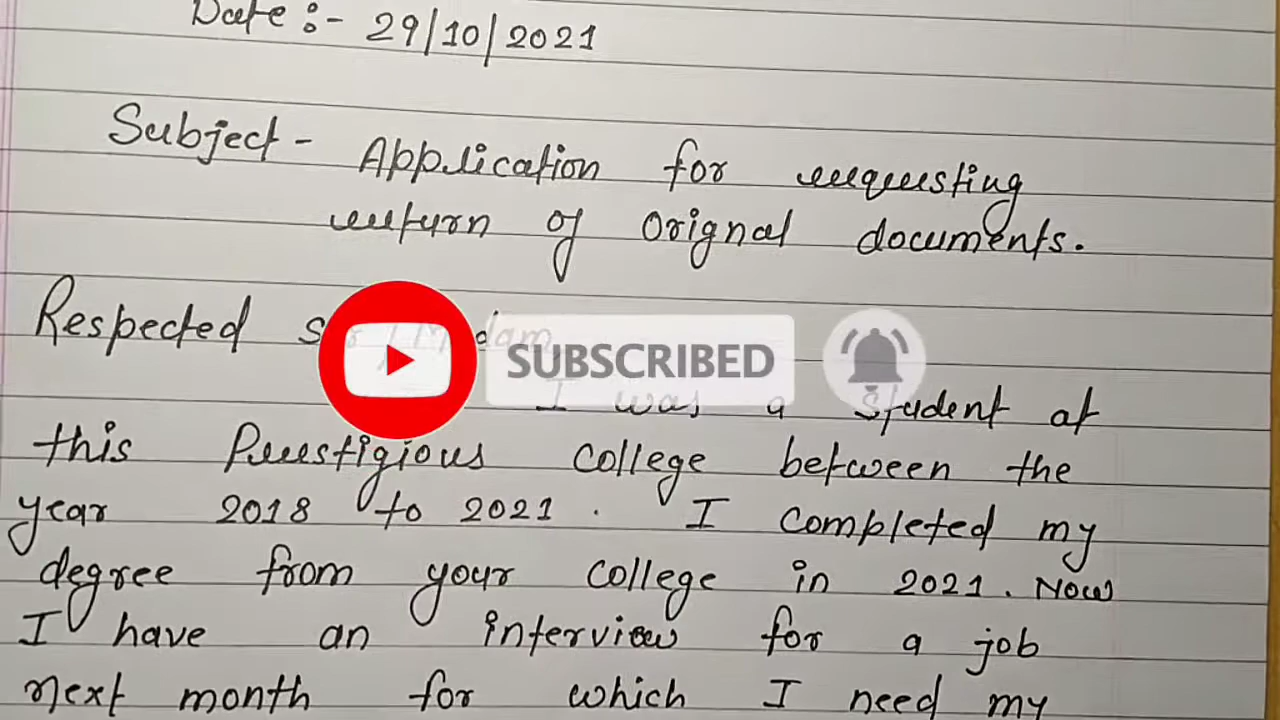 Date :- 29/10/2021
Subject - Application for requesting
return of Orignal documents.
Respected Sir / Madam,
SUBSCRIBED
I was a student at
this Prestigious college between the
year 2018 to 2021. I completed my
degree from your college in 2021. Now
I have an interview for a job
next month for which I need my